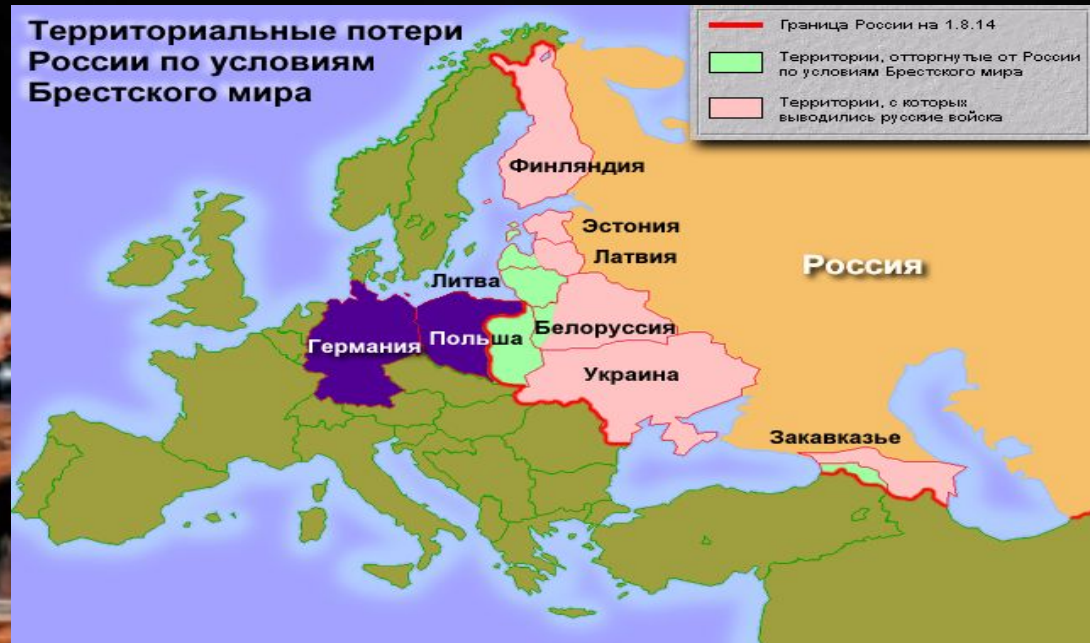 Территориальные потери
России по условиям
Брестского мира
Граница России на 1.8.14
Территории, отторгнутые от России
по условиям Брестского мира
Территории, с которых
выводились русские войска
Финляндия
Эстония
Латвия
Россия
Литва
Белоруссия
Польша
Германия
Украина
Закавказье